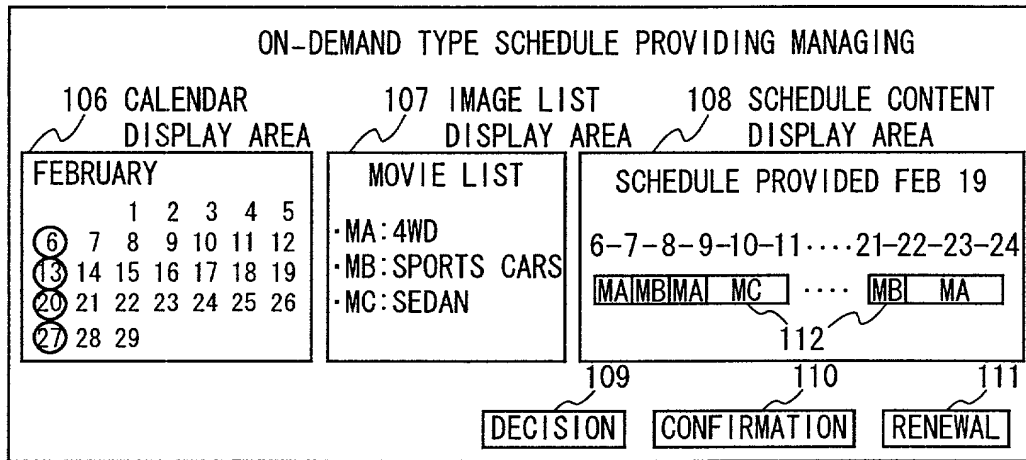 ON-DEMAND TYPE SCHEDULE PROVIDING MANAGING
106 CALENDAR DISPLAY AREA
107 IMAGE LIST DISPLAY AREA
108 SCHEDULE CONTENT DISPLAY AREA
FEBRUARY
1 2 3 4 5
6 7 8 9 10 11 12
13 14 15 16 17 18 19
20 21 22 23 24 25 26
27 28 29
MOVIE LIST
·MA:4WD
·MB:SPORTS CARS
·MC:SEDAN
SCHEDULE PROVIDED FEB 19
6-7-8-9-10-11····21-22-23-24
MA MB MA MC ···· MB MA
112
109 110 111
DECISION CONFIRMATION RENEWAL